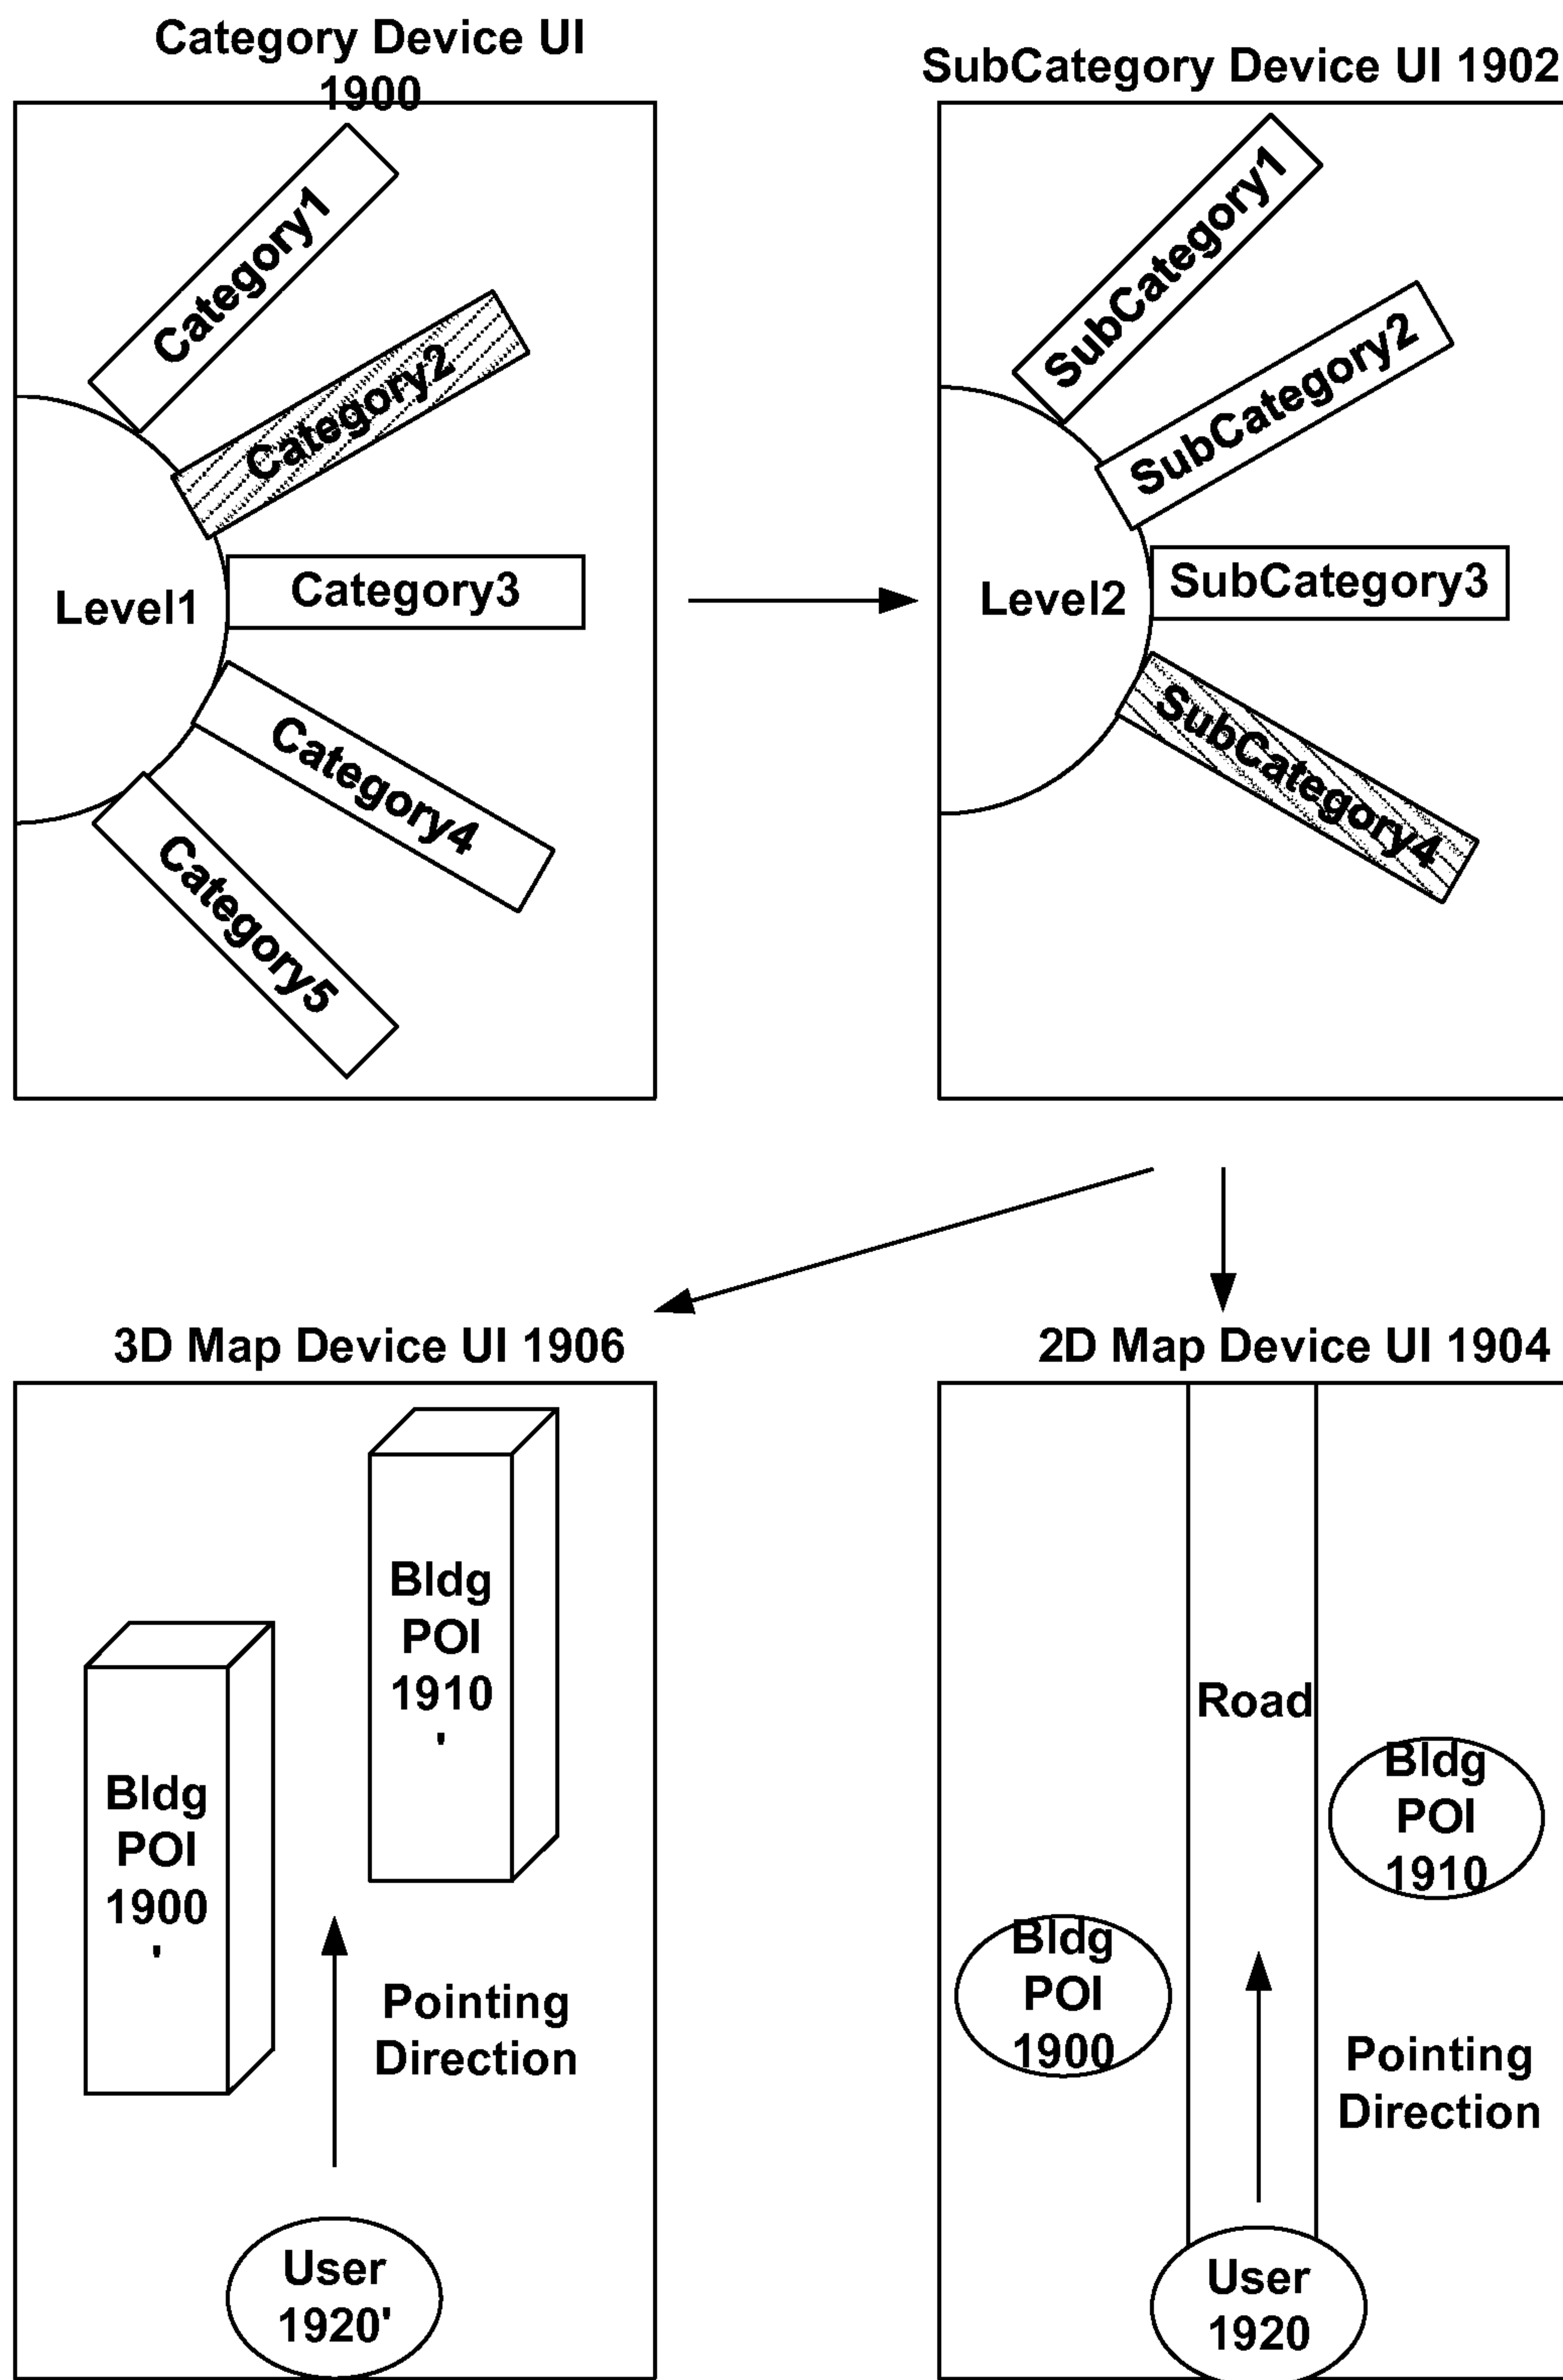 Category Device UI
1900
Category1
Category2
Level1
Category3
Category4
Category5
SubCategory Device UI 1902
SubCategory1
SubCategory2
Level2
SubCategory3
SubCategory4
3D Map Device UI 1906
Bldg
POI
1910
'
Bldg
POI
1900
'
Pointing
Direction
User
1920'
2D Map Device UI 1904
Road
Bldg
POI
1910
Bldg
POI
1900
Pointing
Direction
User
1920